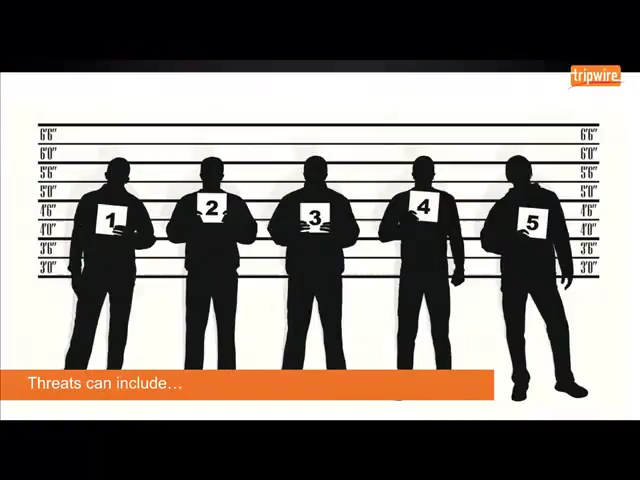 tripwire
6'6" 6'6"
6'0" 6'0"
5'6" 5'6"
5'0" 5'0"
4'6" 4'6"
4'0" 4'0"
3'6" 3'6"
3'0" 3'0"
1 2 3 4 5
Threats can include…